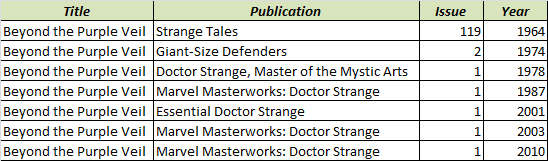 Title Publication Issue Year
Beyond the Purple Veil Strange Tales 119 1964
Beyond the Purple Veil Giant-Size Defenders 2 1974
Beyond the Purple Veil Doctor Strange, Master of the Mystic Arts 1 1978
Beyond the Purple Veil Marvel Masterworks: Doctor Strange 1 1987
Beyond the Purple Veil Essential Doctor Strange 1 2001
Beyond the Purple Veil Marvel Masterworks: Doctor Strange 1 2003
Beyond the Purple Veil Marvel Masterworks: Doctor Strange 1 2010